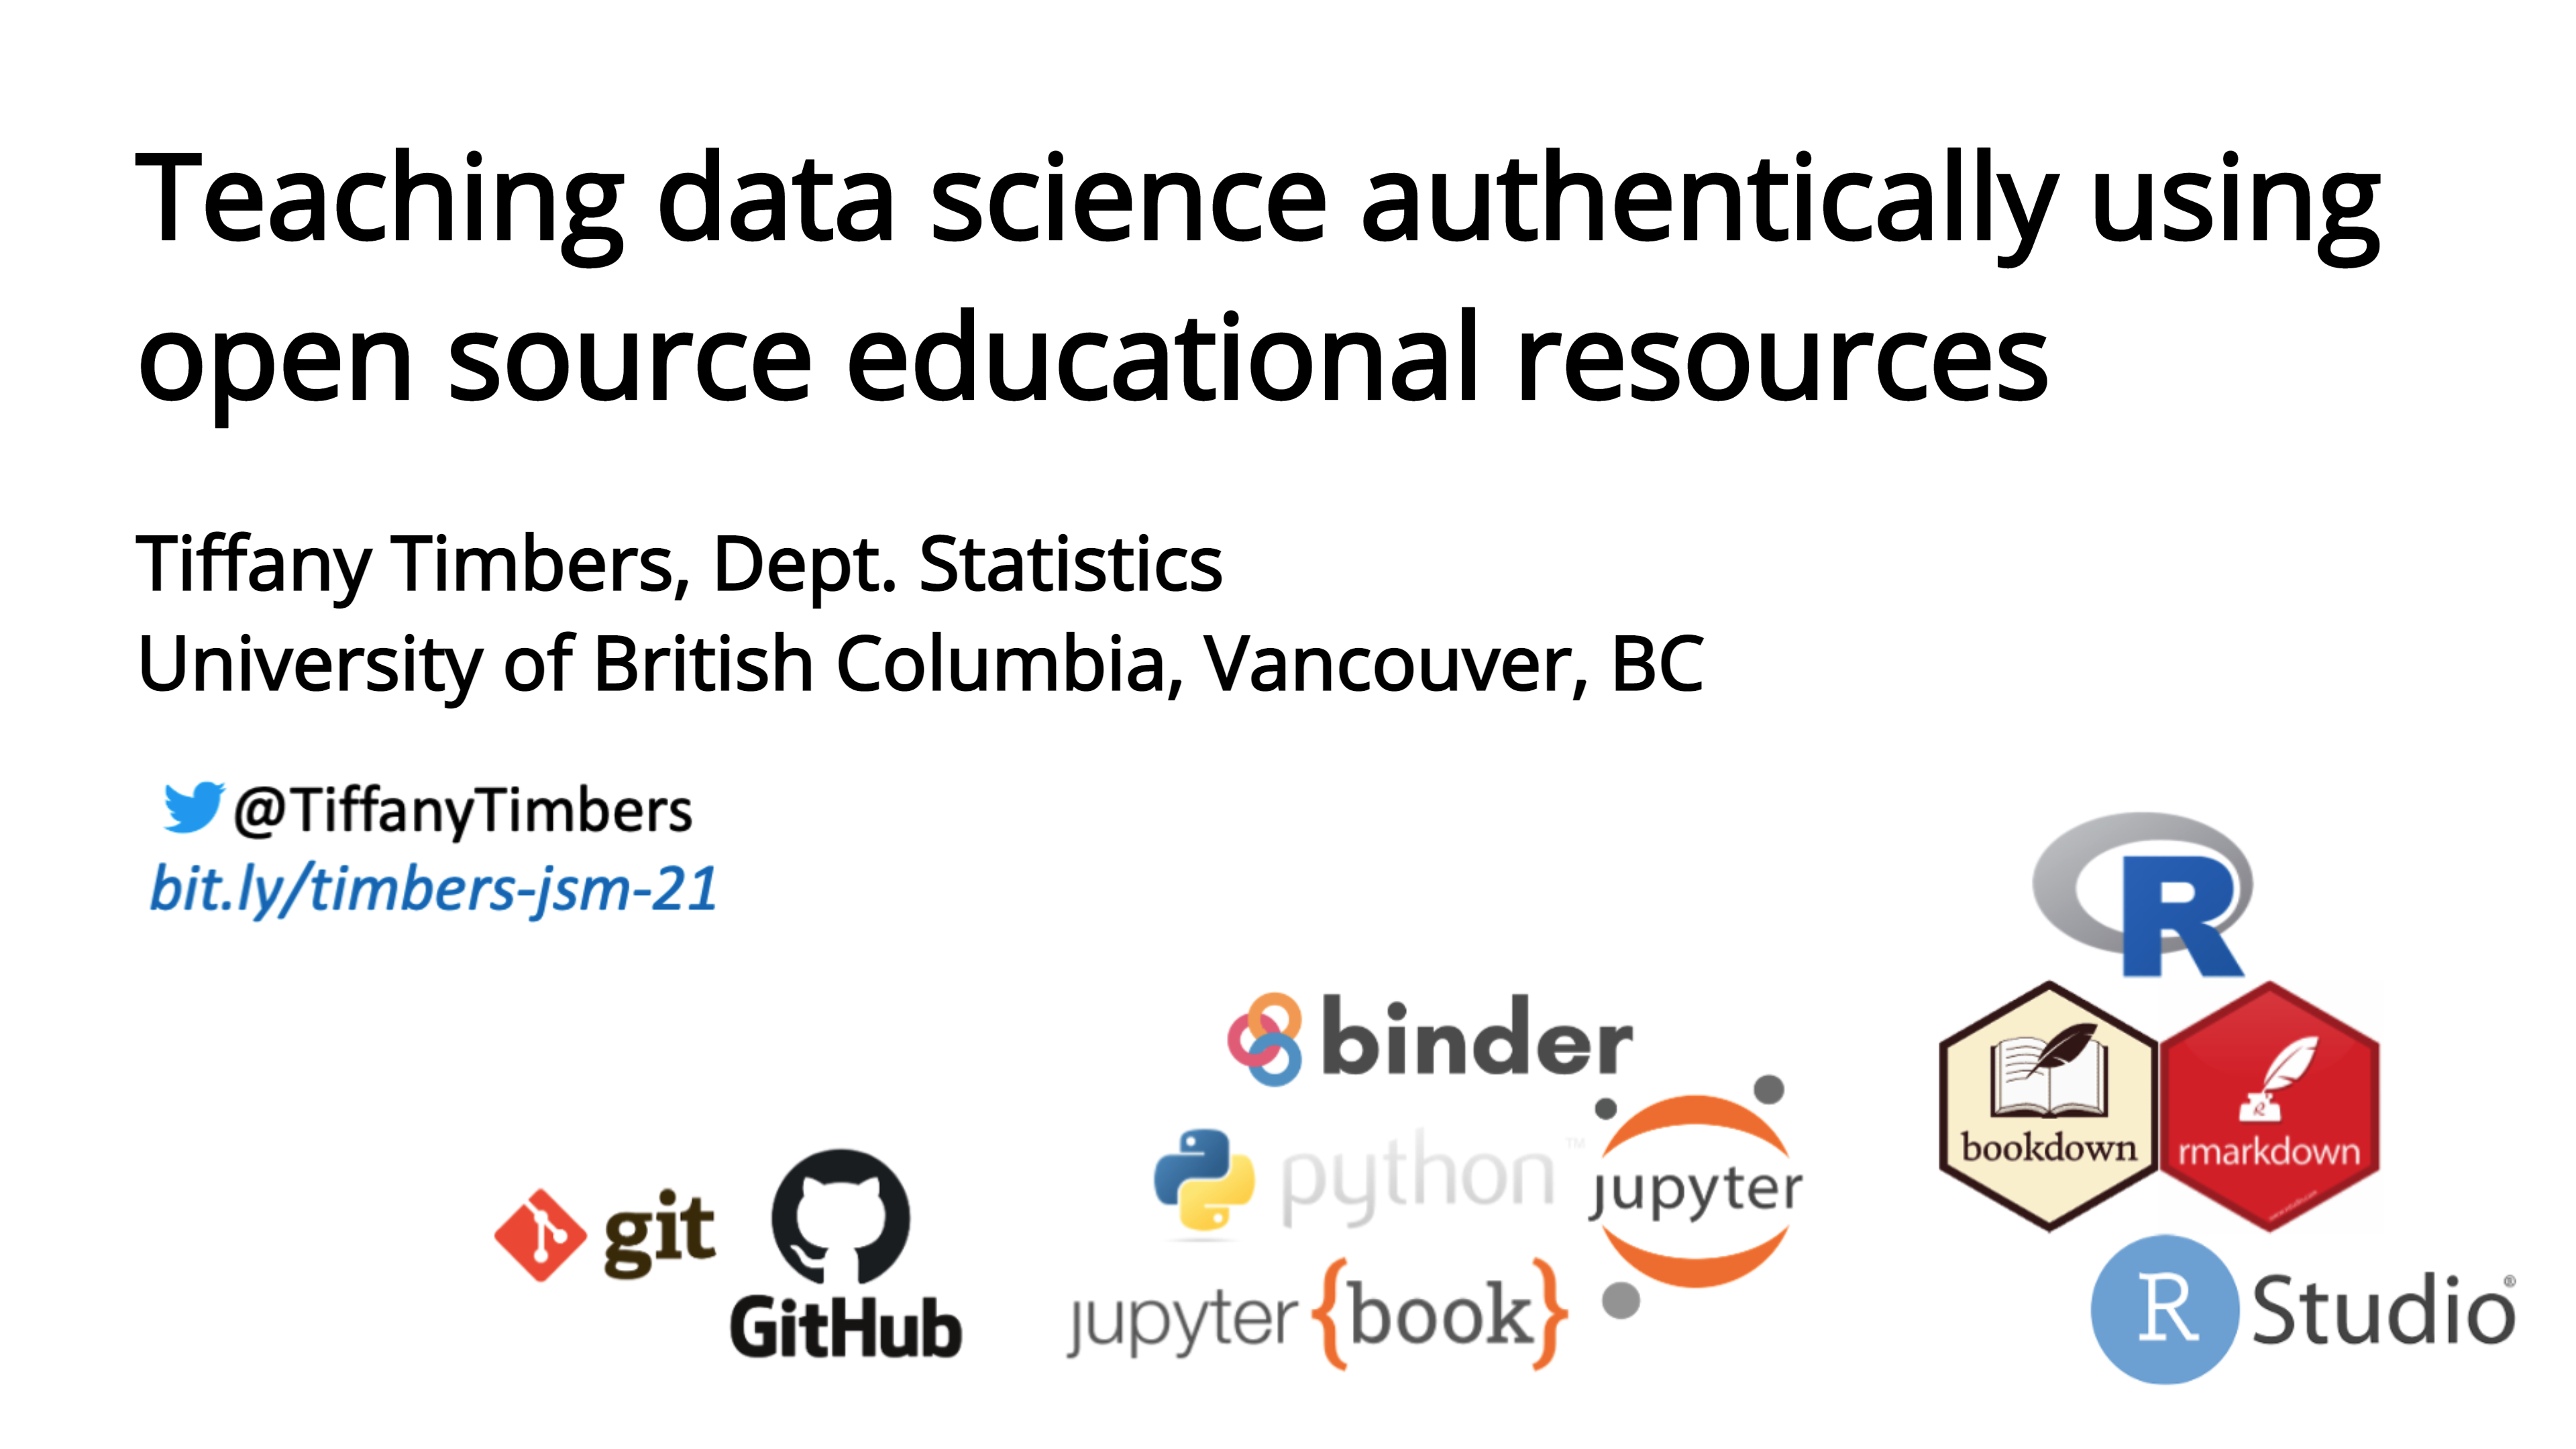 Teaching data science authentically using
open source educational resources
Tiffany Timbers, Dept. Statistics
University of British Columbia, Vancouver, BC
@TiffanyTimbers
bit.ly/timbers-jsm-21
R
binder
bookdown
rmarkdown
python™
jupyter
git
GitHub
jupyter {book}
R Studio®